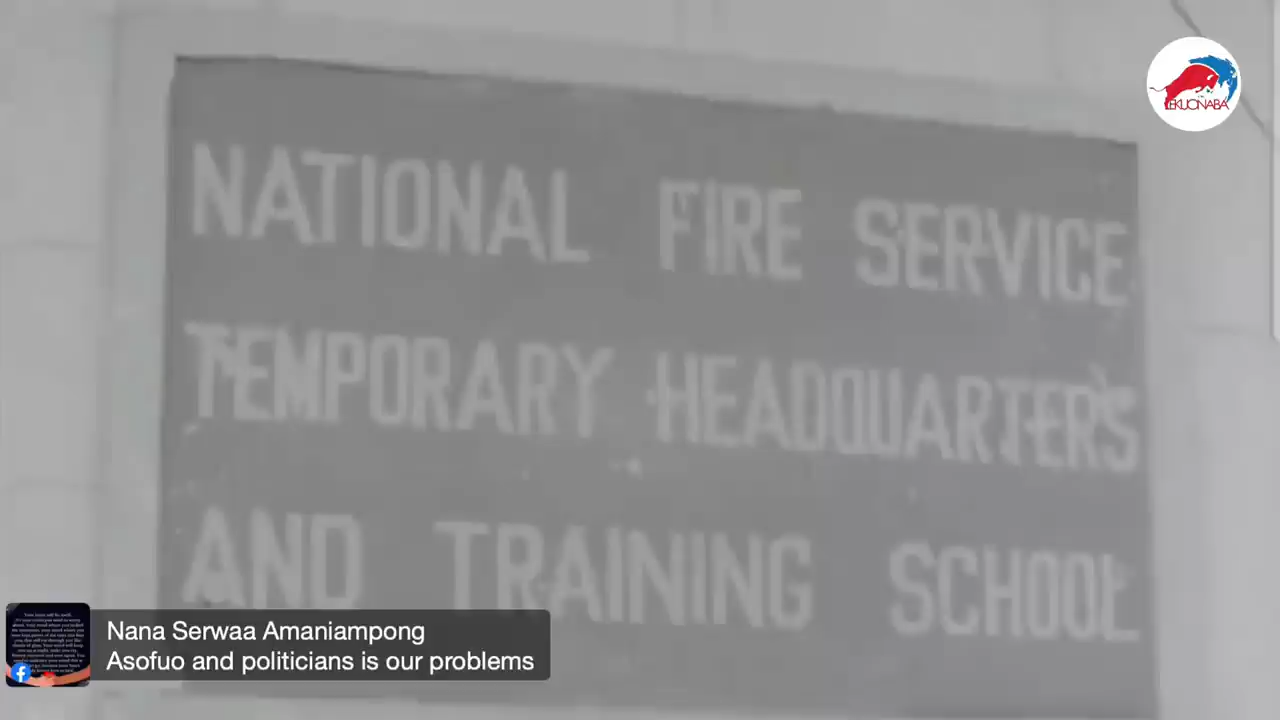 NATIONAL FIRE SERVICE
TEMPORARY HEADQUARTERS
AND TRAINING SCHOOL
EKUONABA
Nana Serwaa Amaniampong
Asofuo and politicians is our problems